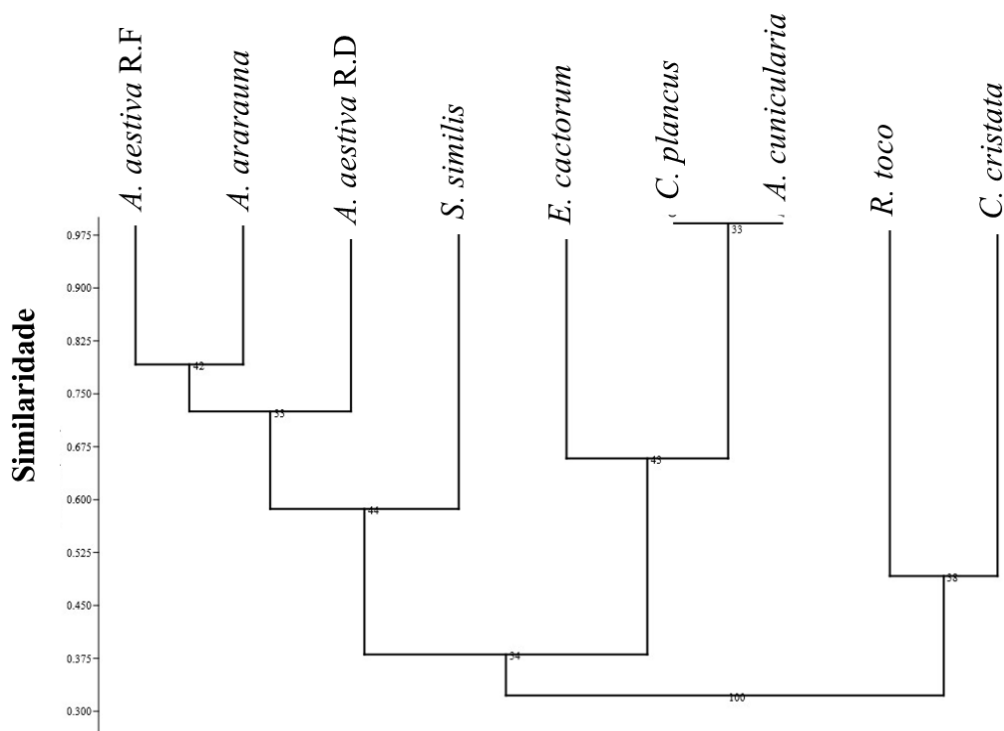 A. aestiva R.F
A. ararauna
A. aestiva R.D
S. similis
E. cactorum
C. plancus
A. cunicularia
R. toco
C. cristata
Similaridade
0.975
0.900
0.825
0.750
0.675
0.600
0.525
0.450
0.375
0.300
33
42
33
43
44
38
34
100